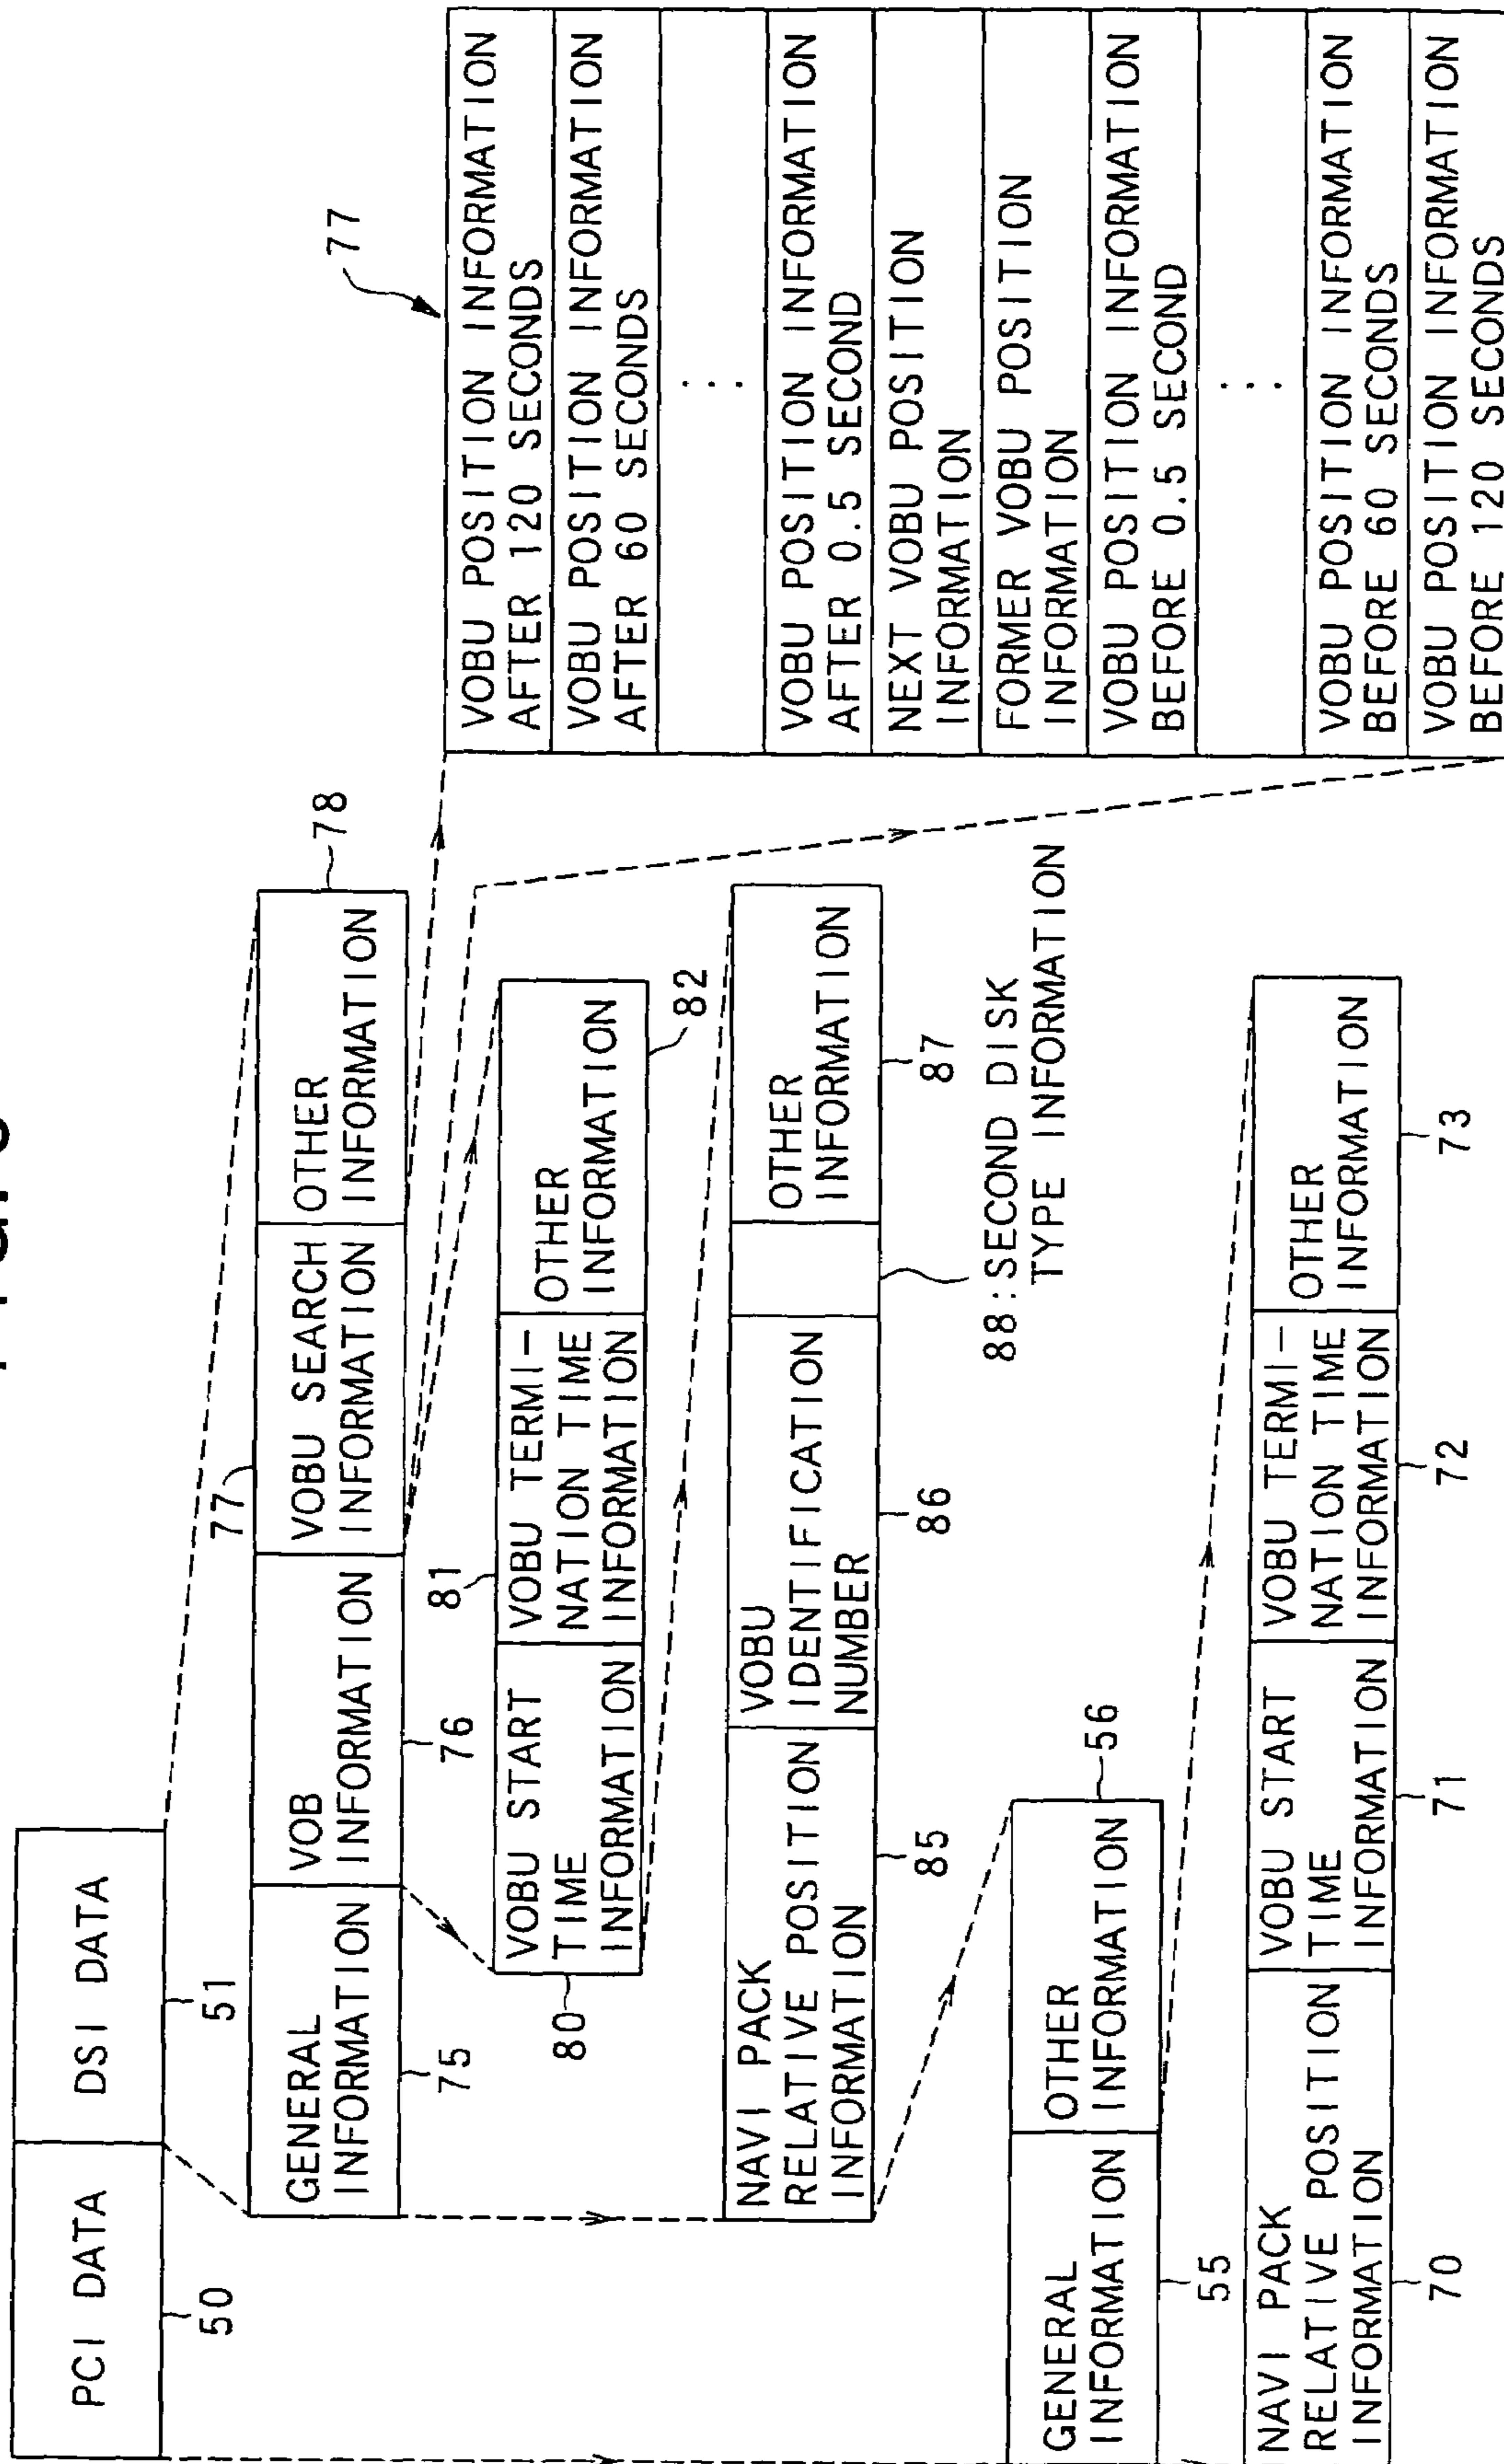 PCI DATA
DSI DATA
50
51
GENERAL
INFORMATION
VOB
INFORMATION
VOBU SEARCH
INFORMATION
OTHER
INFORMATION
75
76
77
78
VOBU START
TIME
INFORMATION
VOBU TERMI-
NATION TIME
INFORMATION
OTHER
INFORMATION
80
81
82
NAVI PACK
RELATIVE POSITION
INFORMATION
VOBU
IDENTIFICATION
NUMBER
OTHER
INFORMATION
85
86
87
88:SECOND DISK
TYPE INFORMATION
GENERAL
INFORMATION
OTHER
INFORMATION
55
56
NAVI PACK
RELATIVE POSITION
INFORMATION
VOBU START
TIME
INFORMATION
VOBU TERMI-
NATION TIME
INFORMATION
OTHER
INFORMATION
70
71
72
73
77
VOBU POSITION INFORMATION
AFTER 120 SECONDS
VOBU POSITION INFORMATION
AFTER 60 SECONDS
...
VOBU POSITION INFORMATION
AFTER 0.5 SECOND
NEXT VOBU POSITION
INFORMATION
FORMER VOBU POSITION
INFORMATION
VOBU POSITION INFORMATION
BEFORE 0.5 SECOND
...
VOBU POSITION INFORMATION
BEFORE 60 SECONDS
VOBU POSITION INFORMATION
BEFORE 120 SECONDS